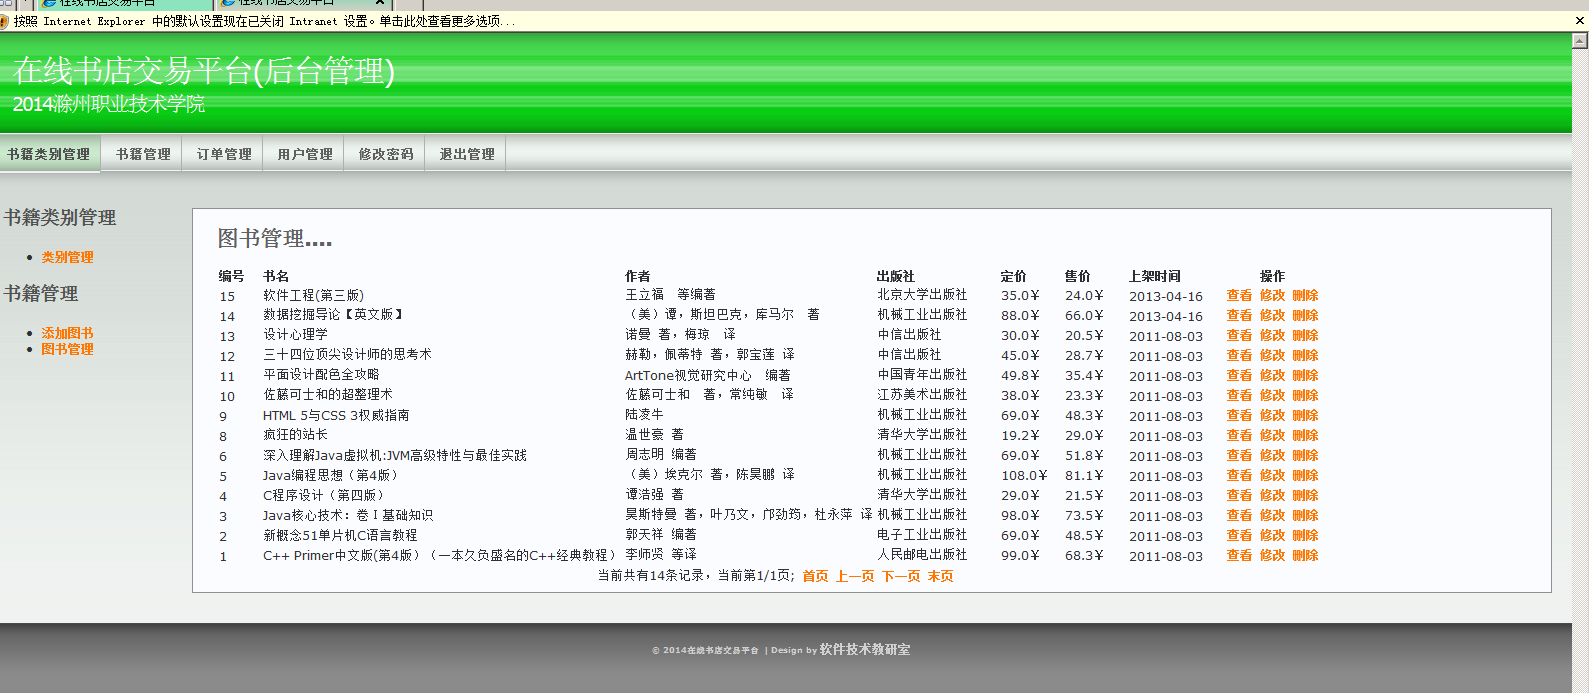 在线书店交易平台 在线书店交易平台
按照 Internet Explorer 中的默认设置现在已关闭 Intranet 设置。单击此处查看更多选项...
在线书店交易平台(后台管理)
2014滁州职业技术学院
书籍类别管理 书籍管理 订单管理 用户管理 修改密码 退出管理
书籍类别管理
类别管理
书籍管理
添加图书
图书管理
图书管理....
编号 书名 作者 出版社 定价 售价 上架时间 操作
15 软件工程(第三版) 王立福 等编著 北京大学出版社 35.0¥ 24.0¥ 2013-04-16 查看 修改 删除
14 数据挖掘导论【英文版】 （美）谭，斯坦巴克，库马尔 著 机械工业出版社 88.0¥ 66.0¥ 2013-04-16 查看 修改 删除
13 设计心理学 诺曼 著，梅琼 译 中信出版社 30.0¥ 20.5¥ 2011-08-03 查看 修改 删除
12 三十四位顶尖设计师的思考术 赫勒，佩蒂特 著，郭宝莲 译 中信出版社 45.0¥ 28.7¥ 2011-08-03 查看 修改 删除
11 平面设计配色全攻略 ArtTone视觉研究中心 编著 中国青年出版社 49.8¥ 35.4¥ 2011-08-03 查看 修改 删除
10 佐藤可士和的超整理术 佐藤可士和 著，常纯敏 译 江苏美术出版社 38.0¥ 23.3¥ 2011-08-03 查看 修改 删除
9 HTML 5与CSS 3权威指南 陆凌牛 机械工业出版社 69.0¥ 48.3¥ 2011-08-03 查看 修改 删除
8 疯狂的站长 温世豪 著 清华大学出版社 19.2¥ 29.0¥ 2011-08-03 查看 修改 删除
6 深入理解Java虚拟机:JVM高级特性与最佳实践 周志明 编著 机械工业出版社 69.0¥ 51.8¥ 2011-08-03 查看 修改 删除
5 Java编程思想（第4版） （美）埃克尔 著，陈昊鹏 译 机械工业出版社 108.0¥ 81.1¥ 2011-08-03 查看 修改 删除
4 C程序设计（第四版） 谭浩强 著 清华大学出版社 29.0¥ 21.5¥ 2011-08-03 查看 修改 删除
3 Java核心技术：卷Ⅰ基础知识 昊斯特曼 著，叶乃文，邝劲筠，杜永萍 译 机械工业出版社 98.0¥ 73.5¥ 2011-08-03 查看 修改 删除
2 新概念51单片机C语言教程 郭天祥 编著 电子工业出版社 69.0¥ 48.5¥ 2011-08-03 查看 修改 删除
1 C++ Primer中文版(第4版）（一本久负盛名的C++经典教程） 李师贤 等译 人民邮电出版社 99.0¥ 68.3¥ 2011-08-03 查看 修改 删除
当前共有14条记录，当前第1/1页; 首页 上一页 下一页 末页
© 2014在线书店交易平台 | Design by 软件技术教研室